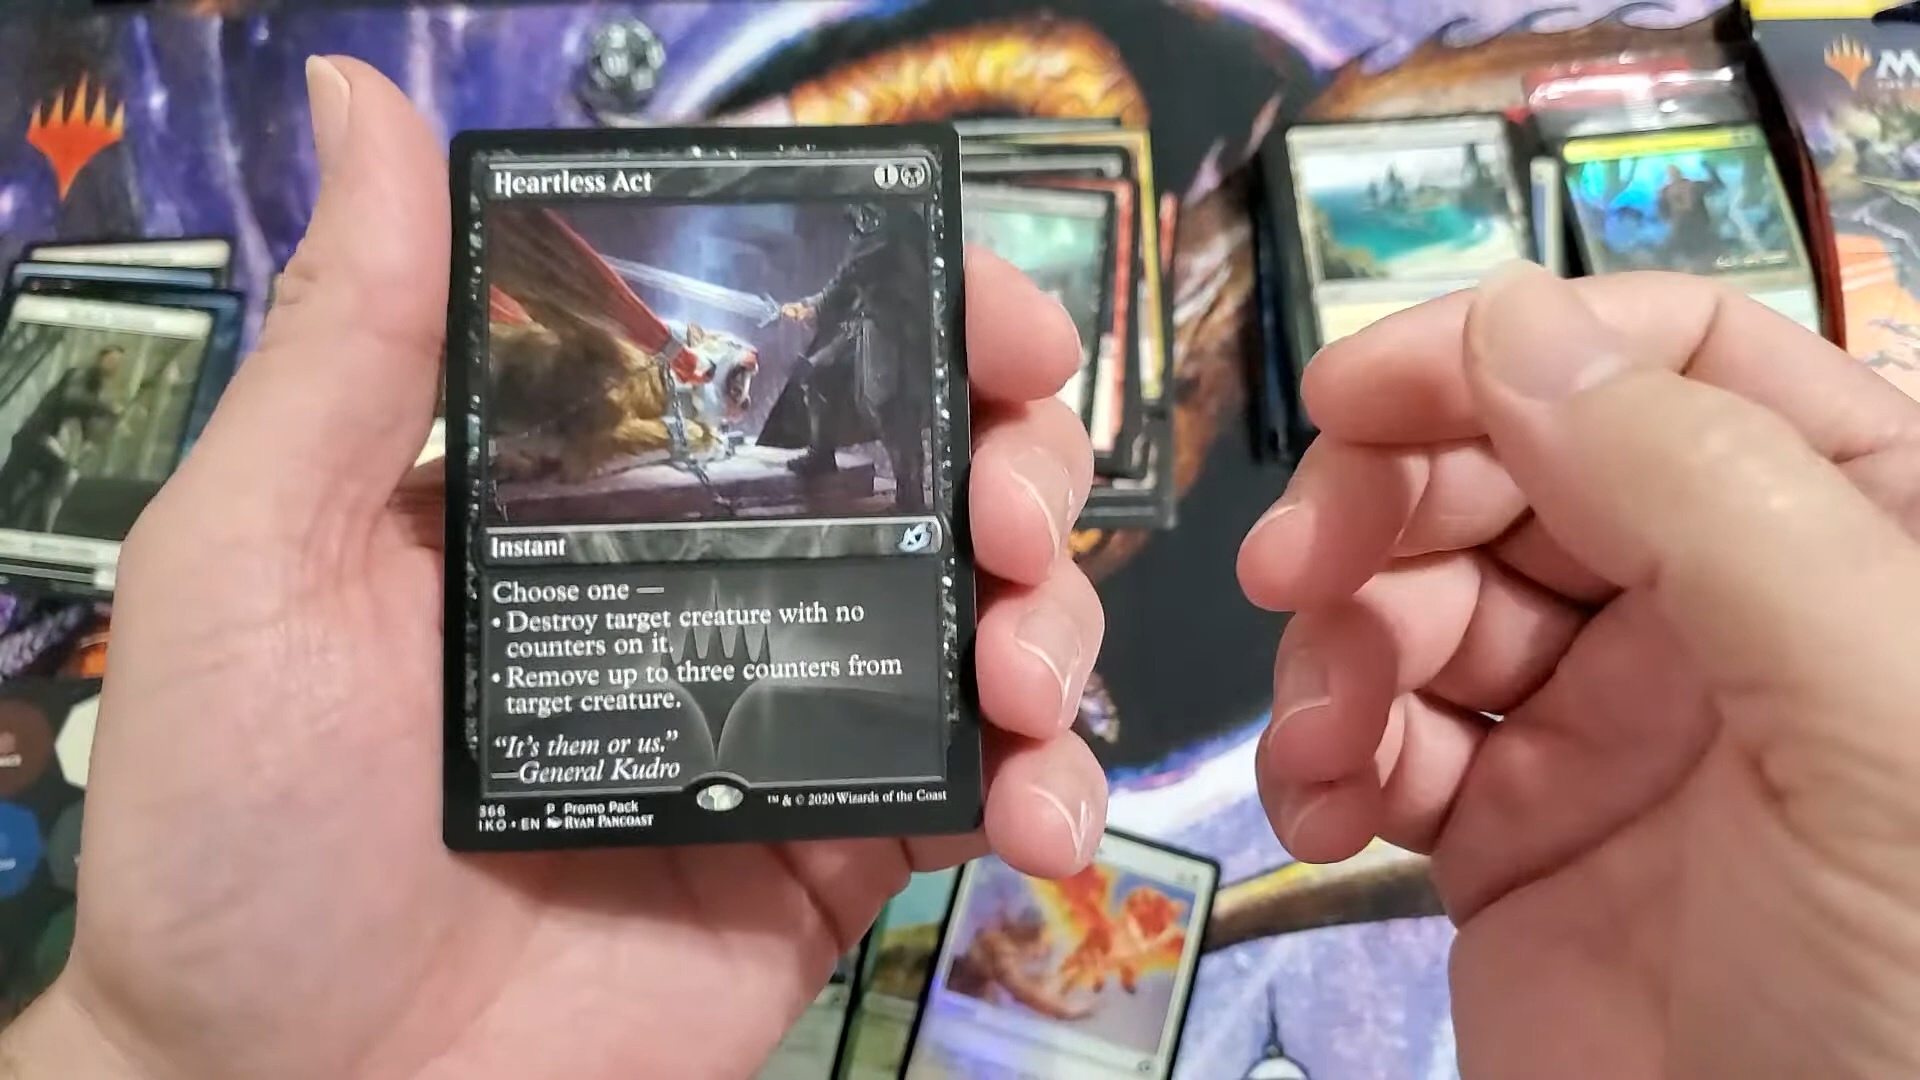 Heartless Act
1
Instant
Choose one —
• Destroy target creature with no
counters on it.
• Remove up to three counters from
target creature.
“It’s them or us.”
—General Kudro
366 P Promo Pack
IKO • EN Ryan Pancoast
™ & © 2020 Wizards of the Coast
M